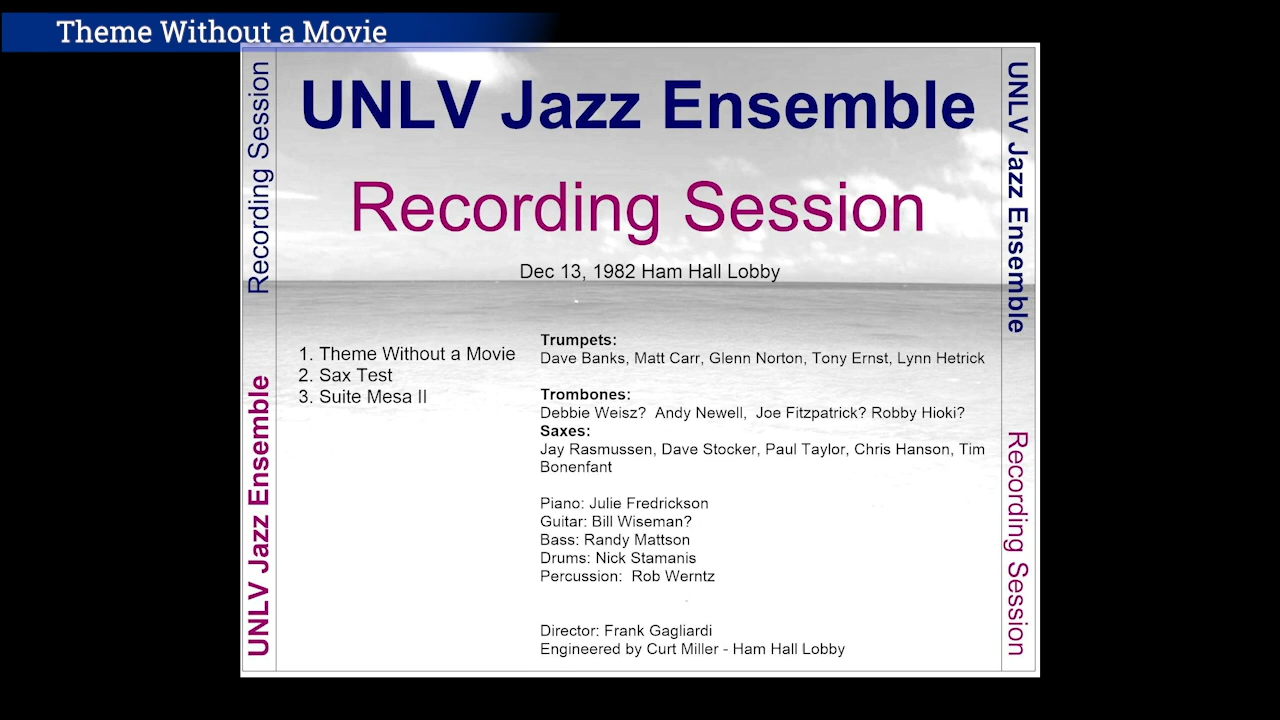 Theme Without a Movie
UNLV Jazz Ensemble
Recording Session
Dec 13, 1982 Ham Hall Lobby
1. Theme Without a Movie
2. Sax Test
3. Suite Mesa II
Trumpets:
Dave Banks, Matt Carr, Glenn Norton, Tony Ernst, Lynn Hetrick
Trombones:
Debbie Weisz?  Andy Newell,  Joe Fitzpatrick? Robby Hioki?
Saxes:
Jay Rasmussen, Dave Stocker, Paul Taylor, Chris Hanson, Tim
Bonenfant
Piano: Julie Fredrickson
Guitar: Bill Wiseman?
Bass: Randy Mattson
Drums: Nick Stamanis
Percussion:  Rob Werntz
Director: Frank Gagliardi
Engineered by Curt Miller - Ham Hall Lobby
UNLV Jazz Ensemble
Recording Session
UNLV Jazz Ensemble
Recording Session